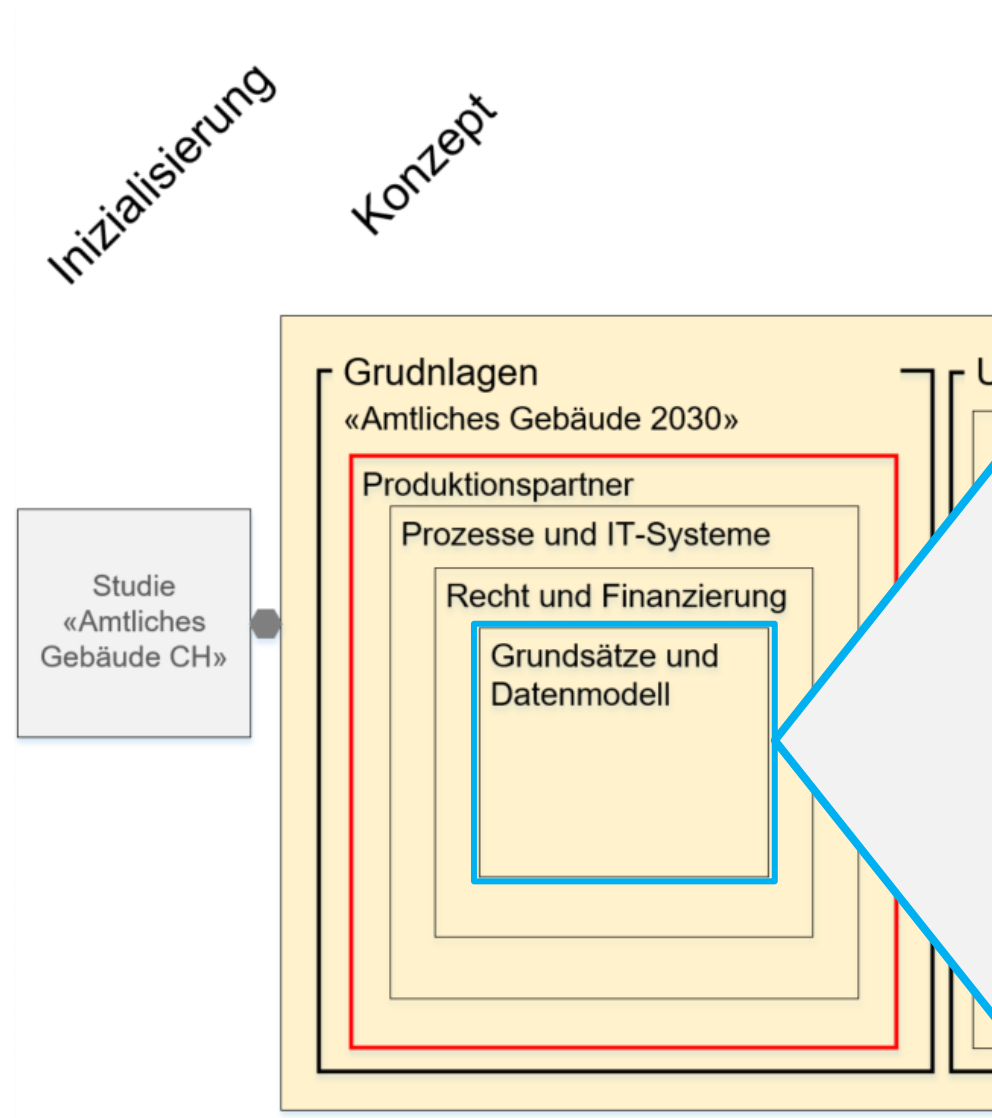 Inizialisierung
Konzept
Grudnlagen
«Amtliches Gebäude 2030»
Produktionspartner
Prozesse und IT-Systeme
Recht und Finanzierung
Grundsätze und
Datenmodell
Studie
«Amtliches
Gebäude CH»